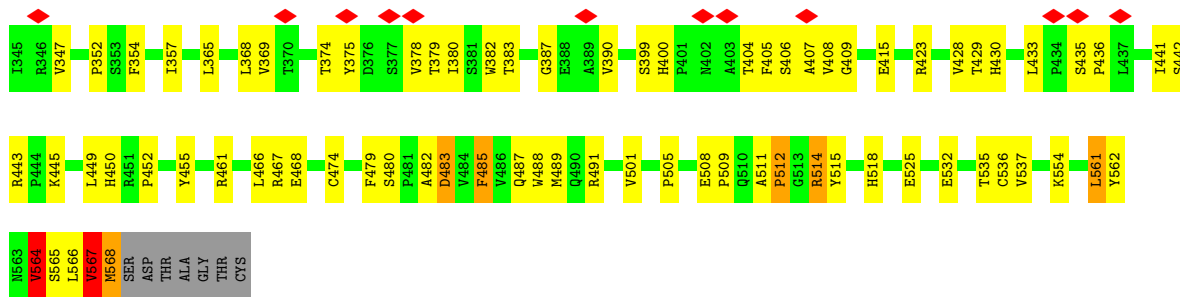 I345 R346 V347 P352 S353 F354 I357 L365 L368 V369 T370 T374 Y375 D376 S377 V378 T379 I380 S381 W382 T383 G387 E388 A389 V390 S399 H400 P401 N402 A403 T404 F405 S406 A407 V408 G409 E415 R423 V428 T429 H430 L433 P434 S435 P436 L437 I441 S442
R443 P444 K445 L449 H450 R451 P452 Y455 R461 L466 R467 E468 C474 F479 S480 P481 A482 D483 V484 F485 V486 Q487 W488 M489 Q490 R491 V501 P505 E508 P509 Q510 A511 P512 G513 R514 Y515 H518 E525 E532 T535 C536 V537 K554 L561 Y562
N563 V564 S565 L566 V567 M568 SER ASP THR ALA GLY THR CYS